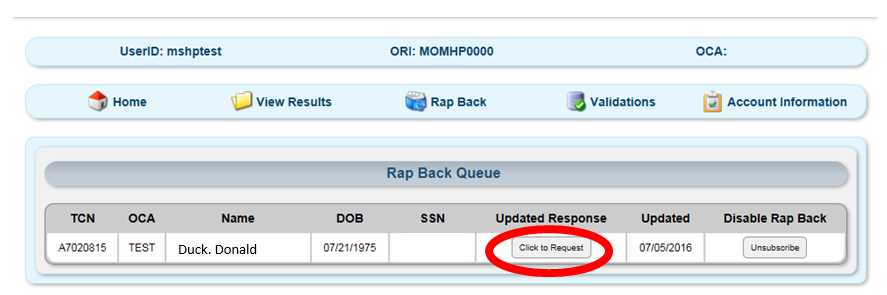 UserID: mshptest ORI: MOMHP0000 OCA:
Home View Results Rap Back Validations Account Information
Rap Back Queue
TCN OCA Name DOB SSN Updated Response Updated Disable Rap Back
A7020815 TEST Duck. Donald 07/21/1975 Click to Request 07/05/2016 Unsubscribe